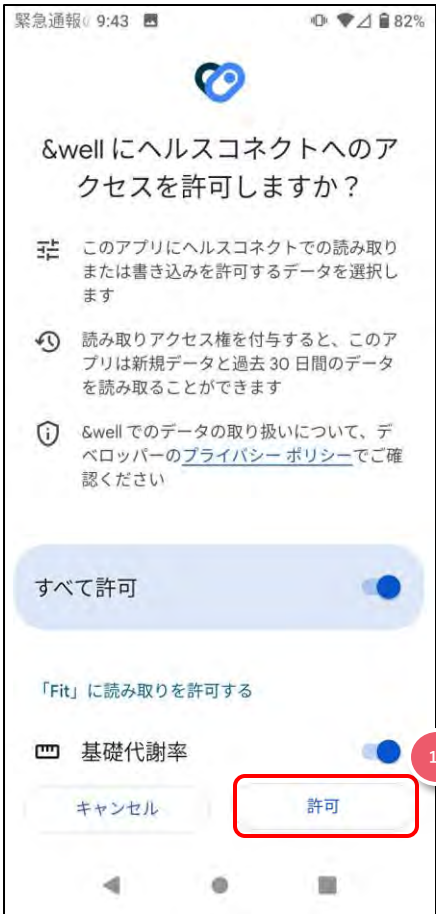 緊急通報 9:43 82%
&well にヘルスコネクトへのア
クセスを許可しますか？
このアプリにヘルスコネクトでの読み取り
または書き込みを許可するデータを選択し
ます
読み取りアクセス権を付与すると、このア
プリは新規データと過去 30 日間のデータ
を読み取ることができます
&well でのデータの取り扱いについて、デ
ベロッパーのプライバシー ポリシーでご確
認ください
すべて許可
「Fit」に読み取りを許可する
基礎代謝率
1
キャンセル 許可